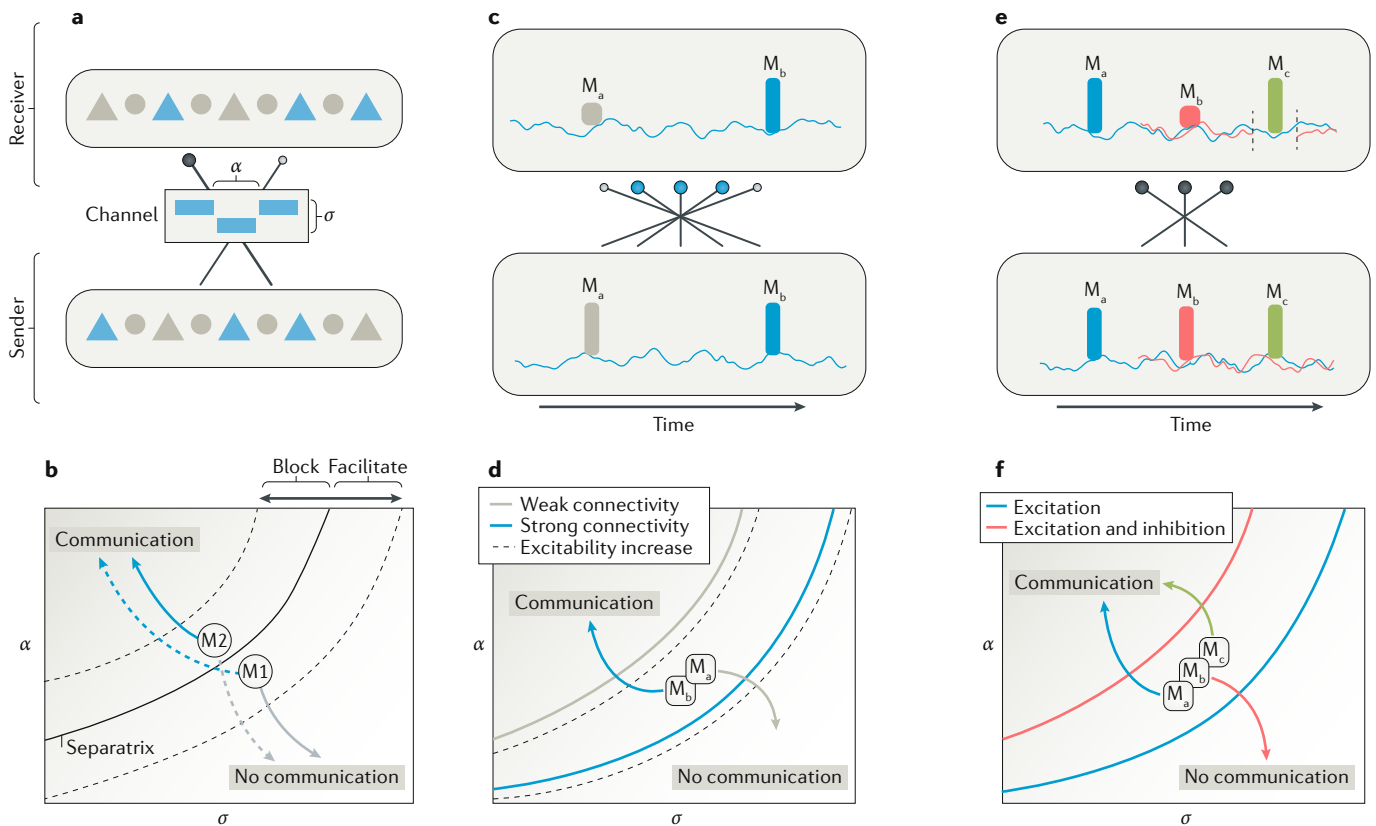 a
Receiver
α
Channel
σ
Sender
b
Block Facilitate
Communication
M2
M1
α
Separatrix
No communication
σ
c
Ma
Mb
Ma
Mb
Time
d
Weak connectivity
Strong connectivity
Excitability increase
Communication
α
Ma
Mb
No communication
σ
e
Ma
Mb
Mc
Ma
Mb
Mc
Time
f
Excitation
Excitation and inhibition
Communication
α
Mc
Mb
Ma
No communication
σ